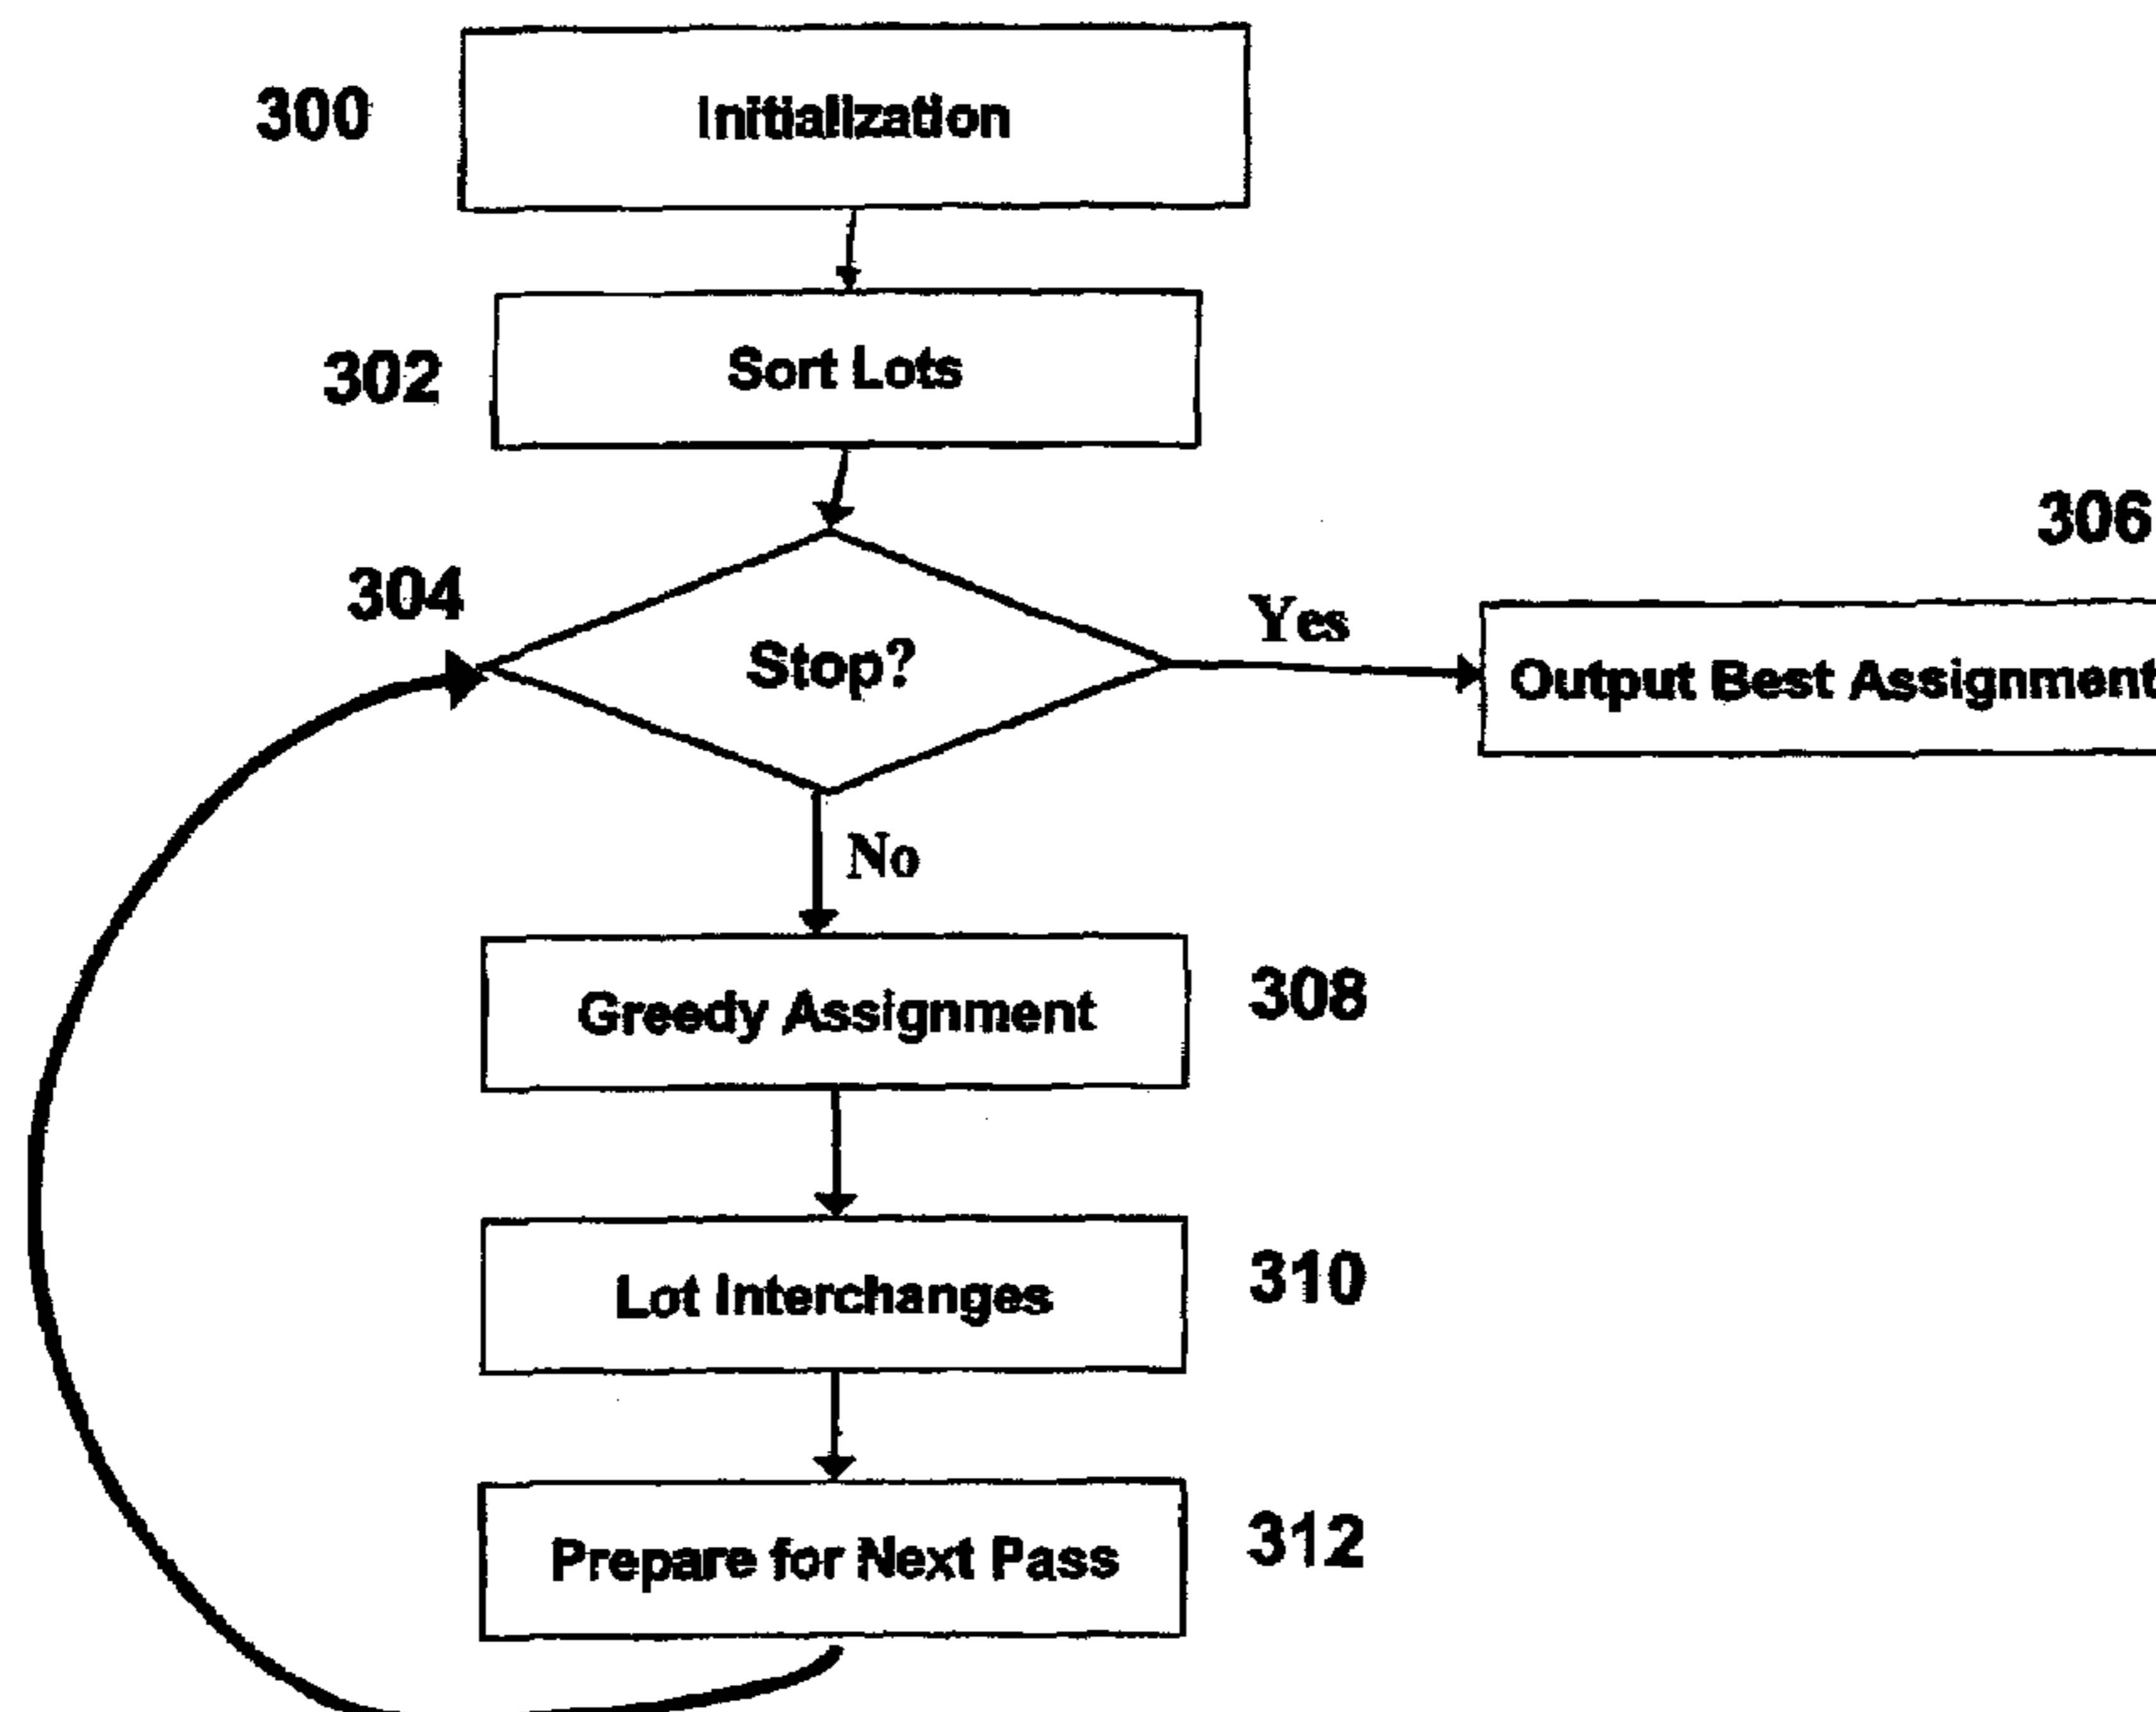 300
Initialization
302
Sort Lots
306
304
Stop?
Yes
Output Best Assignment
No
Greedy Assignment
308
Lot Interchanges
310
Prepare for Next Pass
312